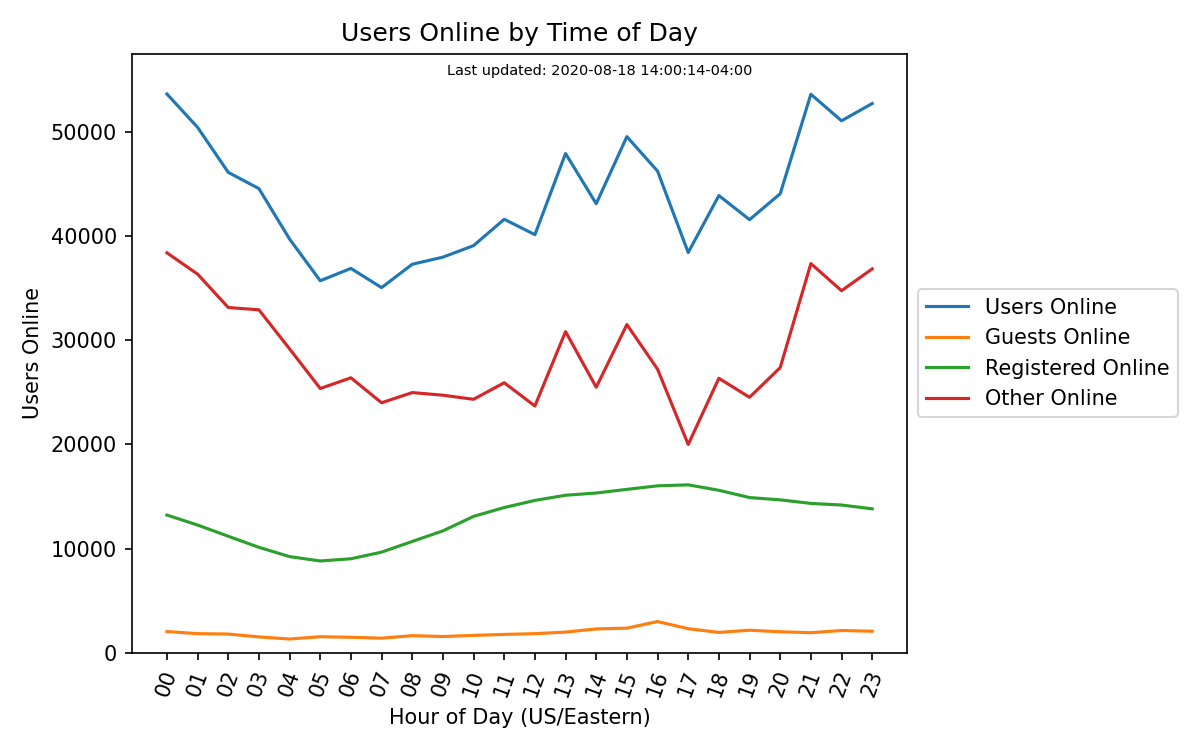 Users Online by Time of Day
Last updated: 2020-08-18 14:00:14-04:00
Users Online
50000
40000
30000
20000
10000
0
00 01 02 03 04 05 06 07 08 09 10 11 12 13 14 15 16 17 18 19 20 21 22 23
Hour of Day (US/Eastern)
Users Online
Guests Online
Registered Online
Other Online